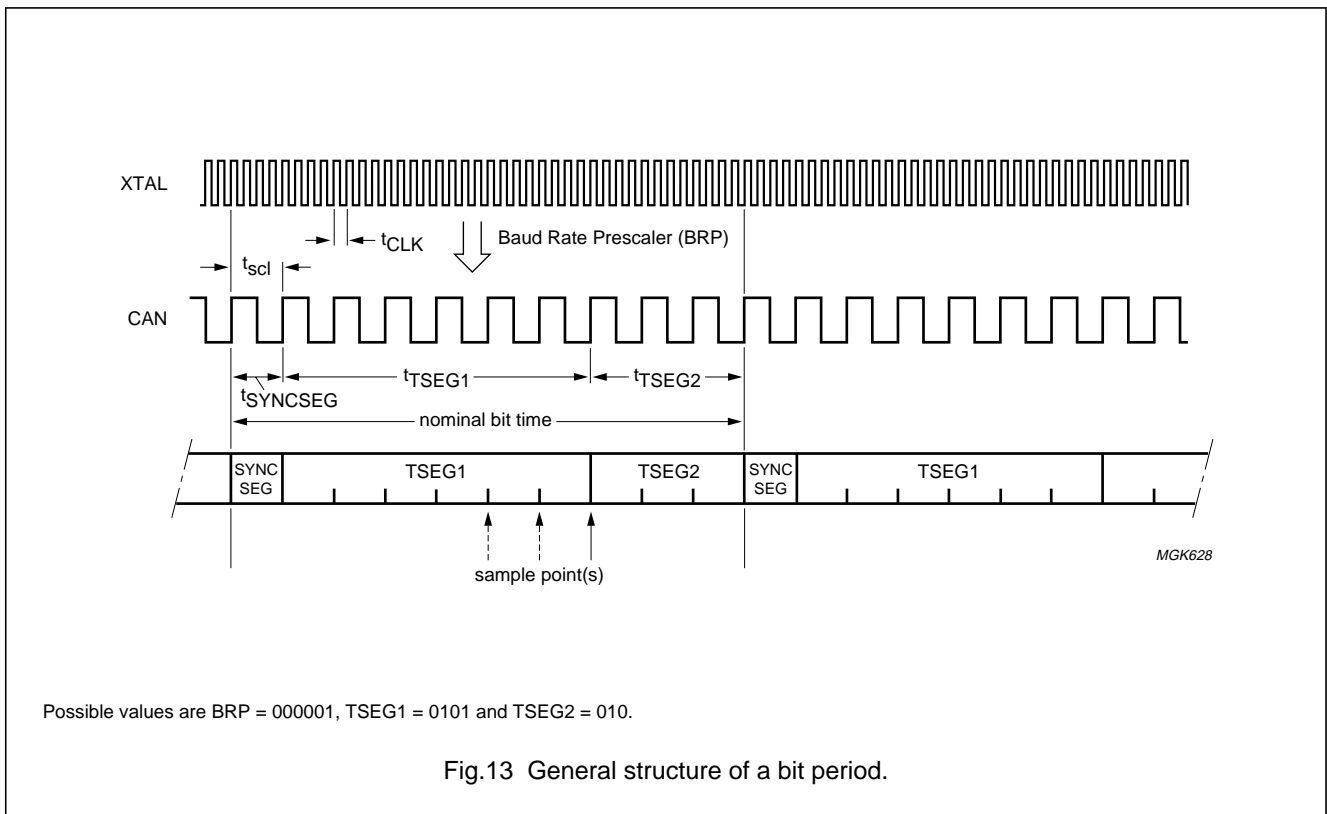 XTAL
tCLK
Baud Rate Prescaler (BRP)
tscl
CAN
tTSEG1
tTSEG2
tSYNCSEG
nominal bit time
SYNC SEG
TSEG1
TSEG2
SYNC SEG
TSEG1
sample point(s)
MGK628
Possible values are BRP = 000001, TSEG1 = 0101 and TSEG2 = 010.
Fig.13 General structure of a bit period.